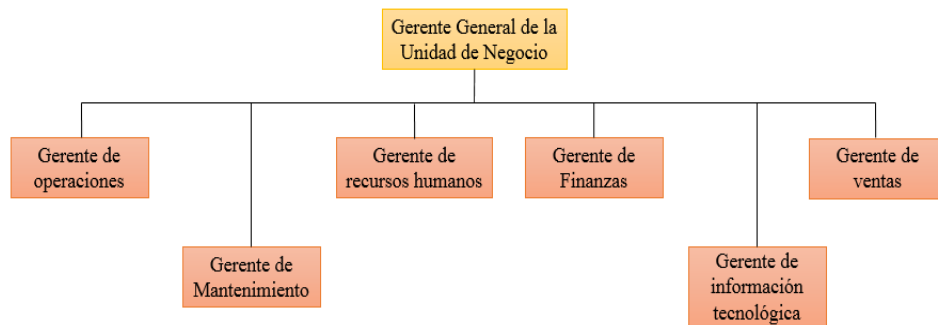 Gerente General de la
Unidad de Negocio
Gerente de
operaciones
Gerente de
recursos humanos
Gerente de
Finanzas
Gerente de
ventas
Gerente de
Mantenimiento
Gerente de
información
tecnológica